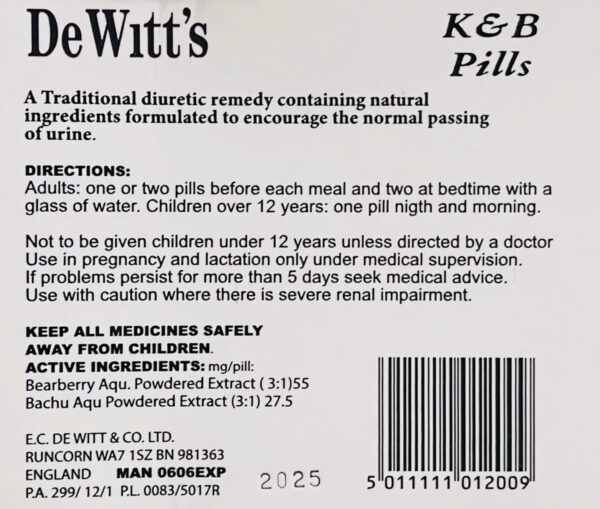 De Witt's
K&B
Pills
A Traditional diuretic remedy containing natural
ingredients formulated to encourage the normal passing
of urine.
DIRECTIONS:
Adults: one or two pills before each meal and two at bedtime with a
glass of water. Children over 12 years: one pill nigth and morning.
Not to be given children under 12 years unless directed by a doctor
Use in pregnancy and lactation only under medical supervision.
If problems persist for more than 5 days seek medical advice.
Use with caution where there is severe renal impairment.
KEEP ALL MEDICINES SAFELY
AWAY FROM CHILDREN.
ACTIVE INGREDIENTS: mg/pill:
Bearberry Aqu. Powdered Extract ( 3:1)55
Bachu Aqu Powdered Extract (3:1) 27.5
E.C. DE WITT & CO. LTD.
RUNCORN WA7 1SZ BN 981363
ENGLAND MAN 0606EXP 2025
P.A. 299/ 12/1 P.L. 0083/5017R
5 011111 012009